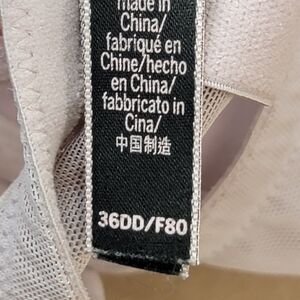 made in
China/
fabriqué en
Chine/hecho
en China/
fabbricato in
Cina/
中国制造
36DD/F80